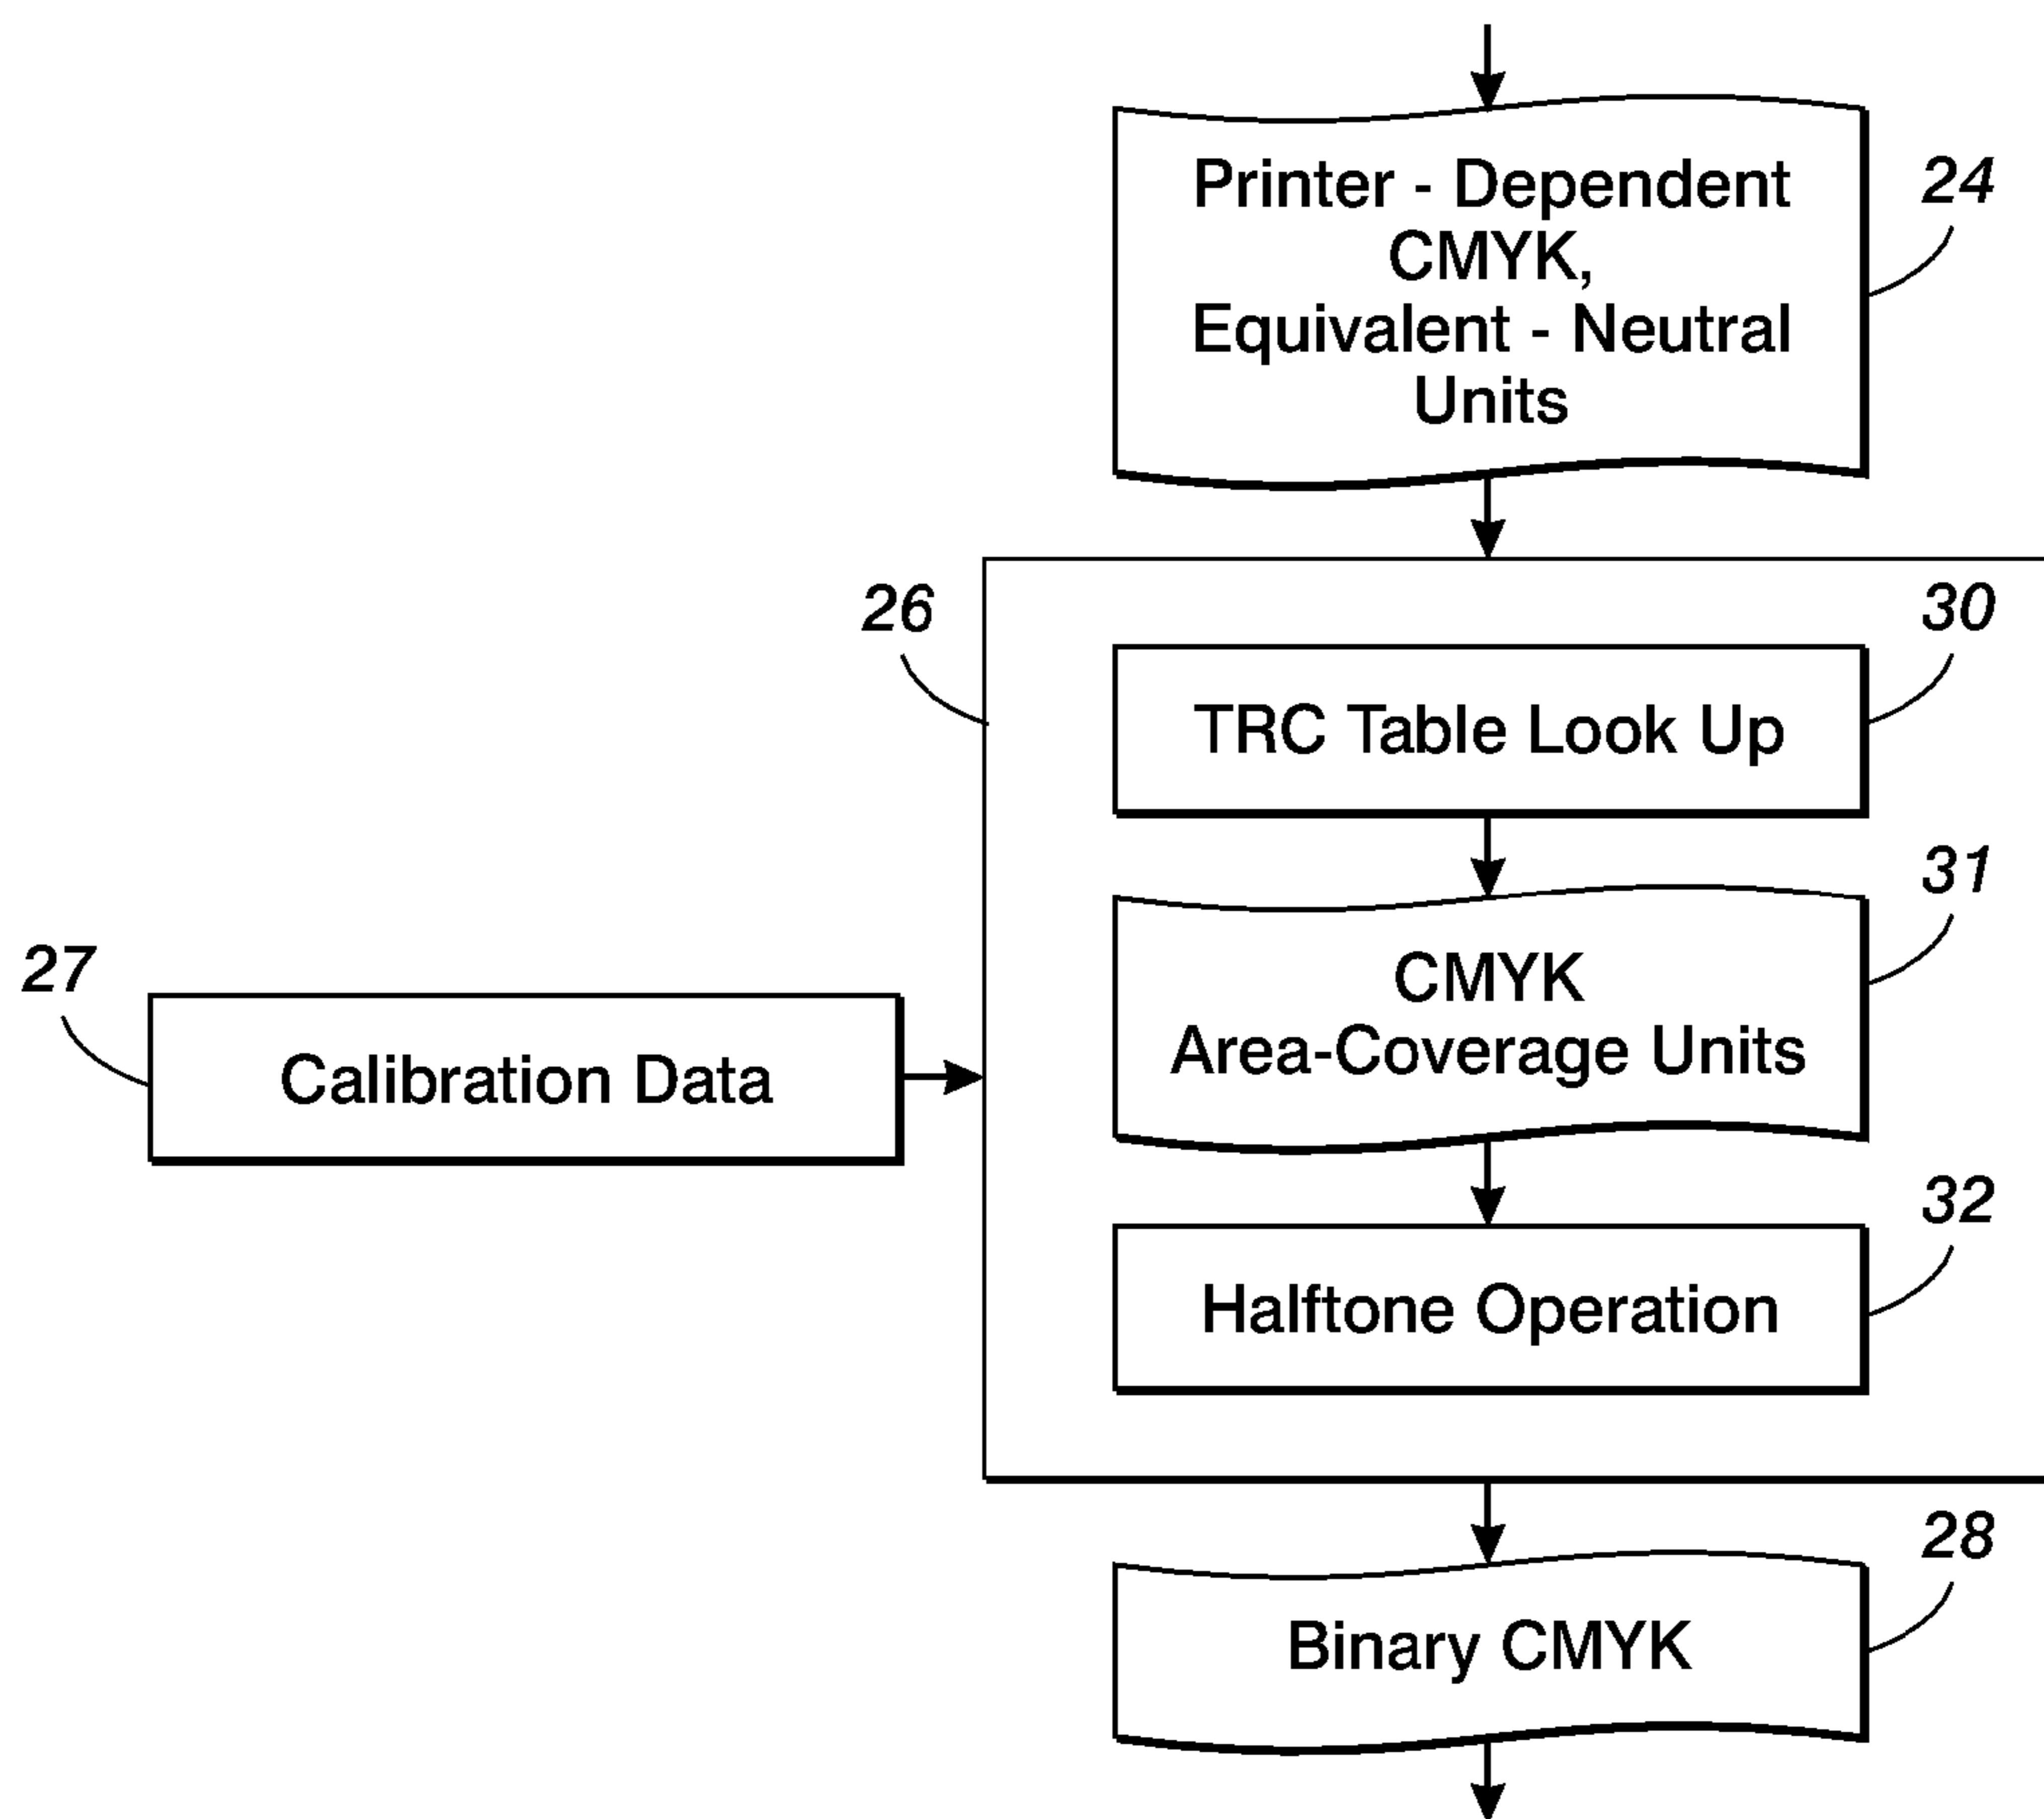 Printer - Dependent
CMYK,
Equivalent - Neutral
Units
24
26
30
TRC Table Look Up
31
CMYK
Area-Coverage Units
27
Calibration Data
32
Halftone Operation
28
Binary CMYK